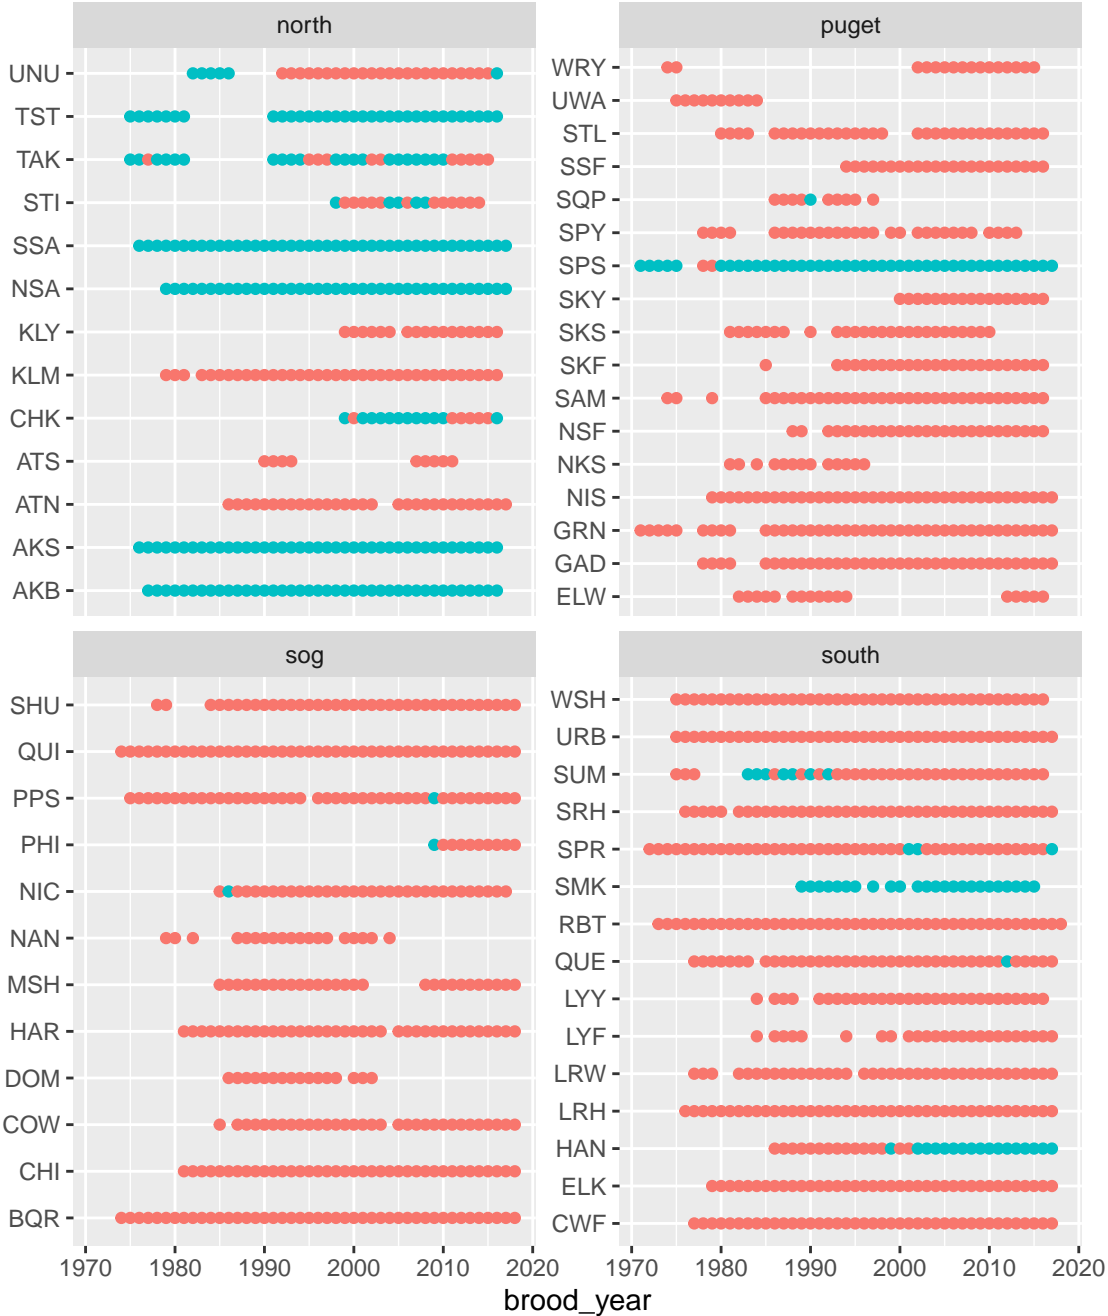 north
UNU
TST
TAK
STI
SSA
NSA
KLY
KLM
CHK
ATS
ATN
AKS
AKB
puget
WRY
UWA
STL
SSF
SQP
SPY
SPS
SKY
SKS
SKF
SAM
NSF
NKS
NIS
GRN
GAD
ELW
sog
SHU
QUI
PPS
PHI
NIC
NAN
MSH
HAR
DOM
COW
CHI
BQR
1970 1980 1990 2000 2010 2020
south
WSH
URB
SUM
SRH
SPR
SMK
RBT
QUE
LYY
LYF
LRW
LRH
HAN
ELK
CWF
1970 1980 1990 2000 2010 2020
brood_year